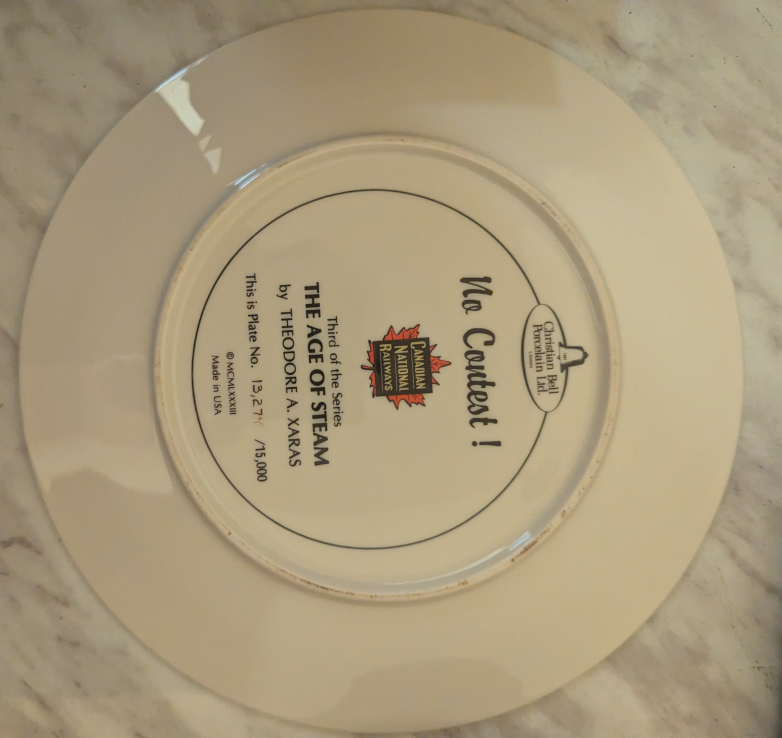 Christian Bell
Porcelain Ltd.
CANADA
No Contest!
CANADIAN
NATIONAL
RAILWAYS
Third of the Series
THE AGE OF STEAM
by THEODORE A. XARAS
This is Plate No. /15,000
© MCMLXXXIII
Made in USA